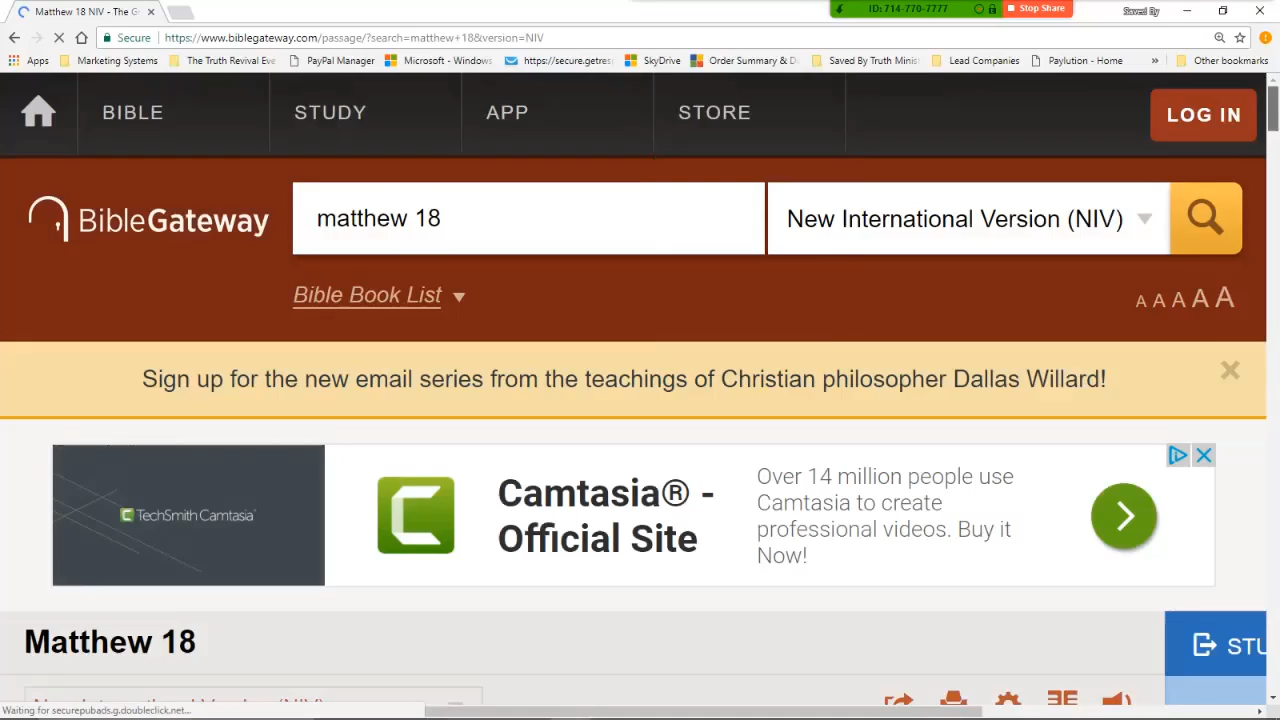 Matthew 18 NIV - The G
ID: 714-770-7777
Stop Share
Saved By
Secure
https://www.biblegateway.com/passage/?search=matthew+18&version=NIV
Apps
Marketing Systems
The Truth Revival Eve
PayPal Manager
Microsoft - Windows
https://secure.getres
SkyDrive
Order Summary & D
Saved By Truth Minis
Lead Companies
Paylution - Home
»
Other bookmarks
BIBLE
STUDY
APP
STORE
LOG IN
BibleGateway
matthew 18
New International Version (NIV)
Bible Book List
A A A A A
Sign up for the new email series from the teachings of Christian philosopher Dallas Willard!
TechSmith Camtasia
Camtasia® -
Official Site
Over 14 million people use
Camtasia to create
professional videos. Buy it
Now!
Matthew 18
STU
Waiting for securepubads.g.doubleclick.net...